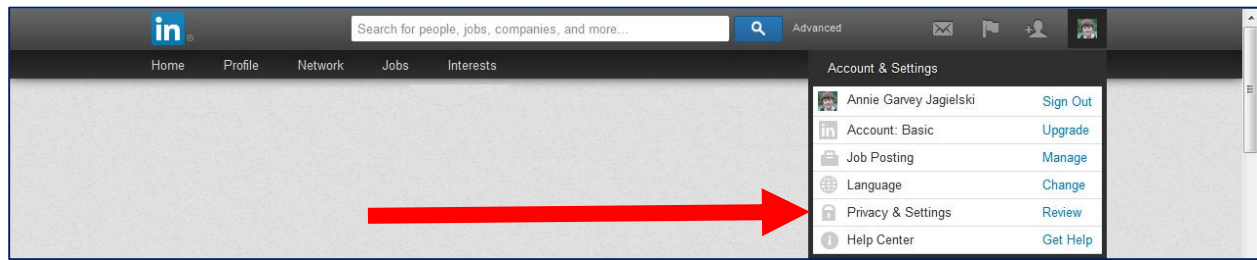 in
Search for people, jobs, companies, and more...
Advanced
Home Profile Network Jobs Interests
Account & Settings
Annie Garvey Jagielski Sign Out
in Account: Basic Upgrade
Job Posting Manage
Language Change
Privacy & Settings Review
Help Center Get Help